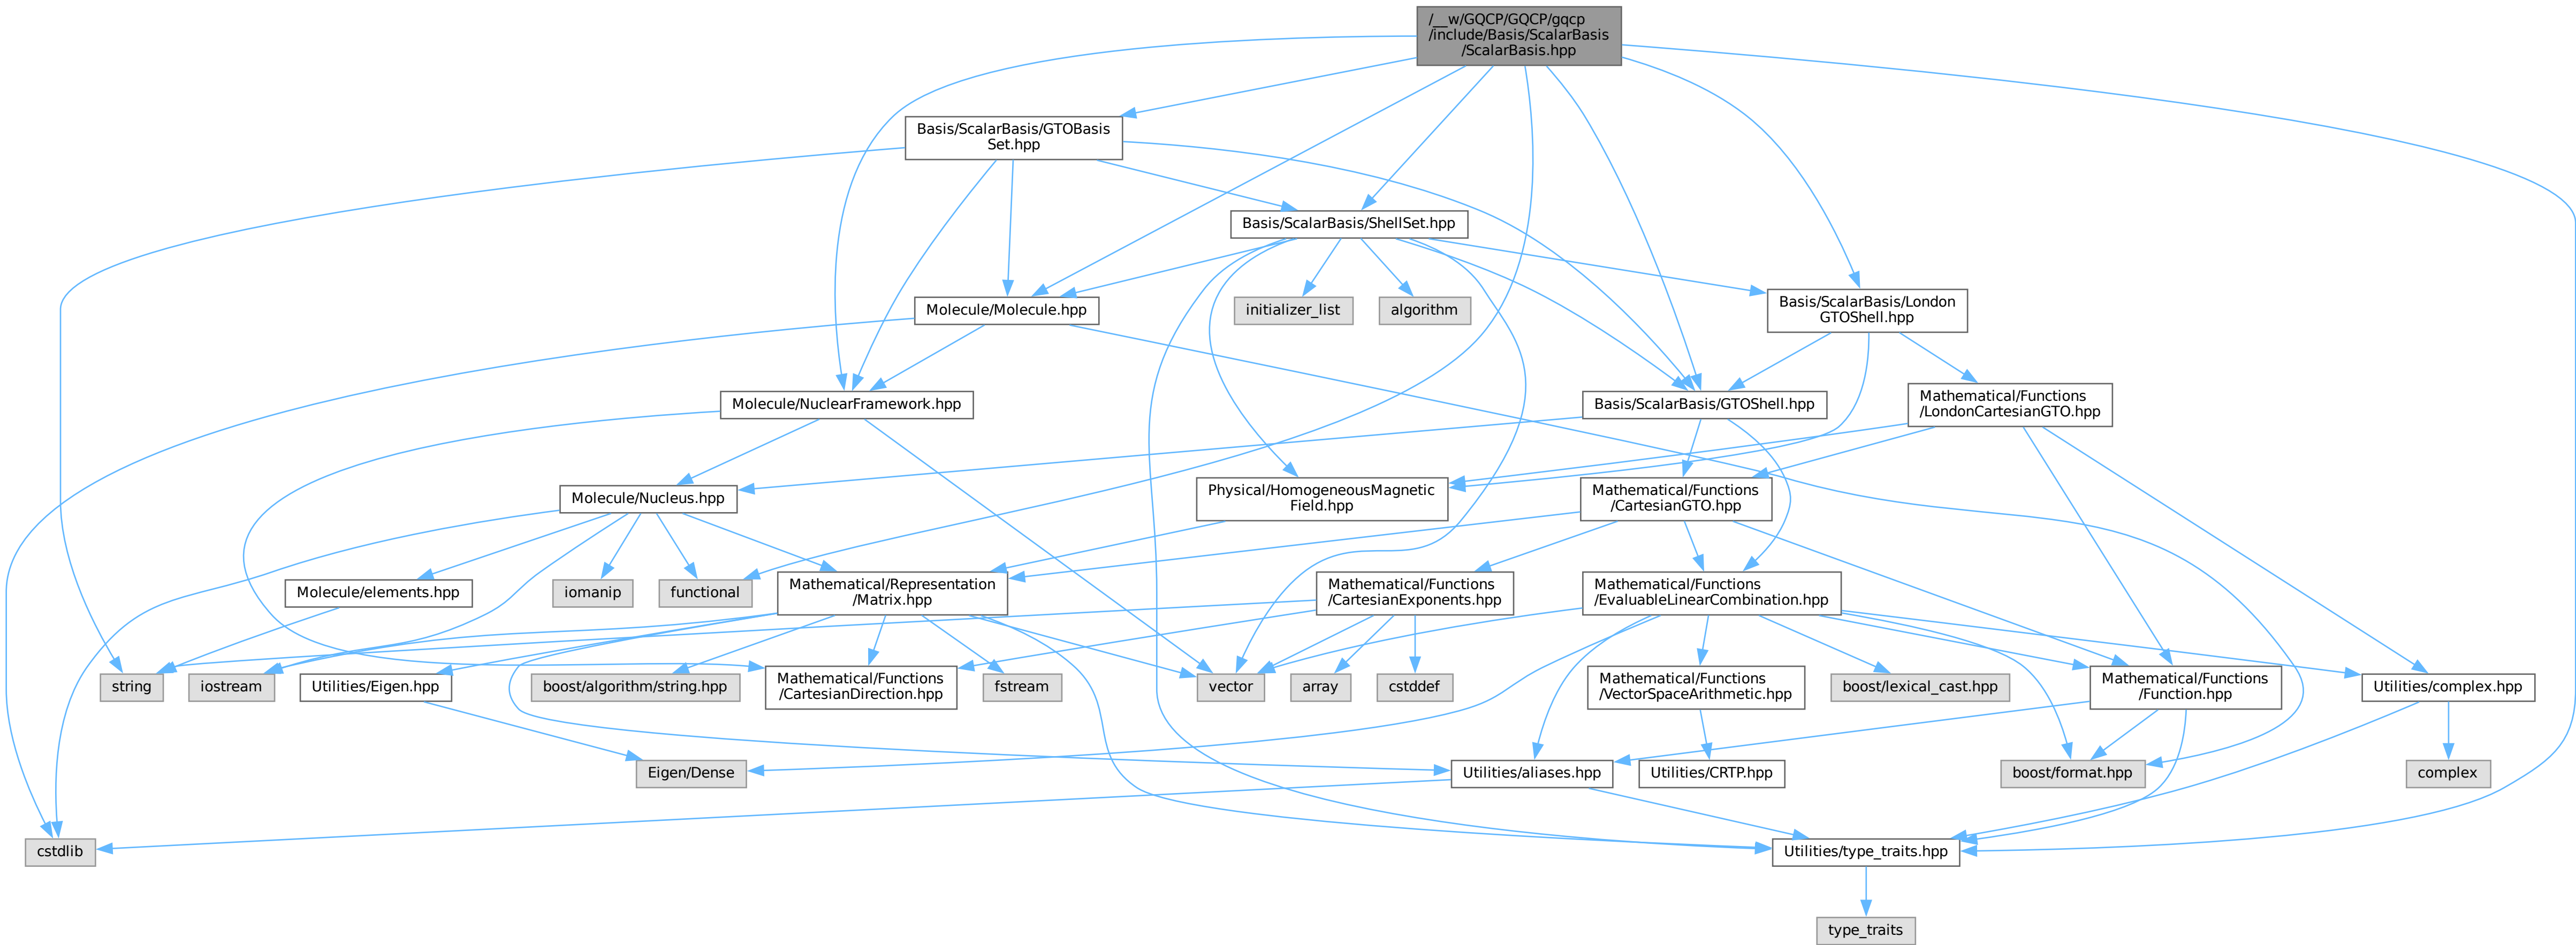 /__w/GQCP/GQCP/gqcp
/include/Basis/ScalarBasis
/ScalarBasis.hpp
Basis/ScalarBasis/GTOBasis
Set.hpp
Basis/ScalarBasis/ShellSet.hpp
Molecule/Molecule.hpp
initializer_list
algorithm
Basis/ScalarBasis/London
GTOShell.hpp
Molecule/NuclearFramework.hpp
Basis/ScalarBasis/GTOShell.hpp
Mathematical/Functions
/LondonCartesianGTO.hpp
Molecule/Nucleus.hpp
Physical/HomogeneousMagnetic
Field.hpp
Mathematical/Functions
/CartesianGTO.hpp
Molecule/elements.hpp
iomanip
functional
Mathematical/Representation
/Matrix.hpp
Mathematical/Functions
/CartesianExponents.hpp
Mathematical/Functions
/EvaluableLinearCombination.hpp
string
iostream
Utilities/Eigen.hpp
boost/algorithm/string.hpp
Mathematical/Functions
/CartesianDirection.hpp
fstream
vector
array
cstddef
Mathematical/Functions
/VectorSpaceArithmetic.hpp
boost/lexical_cast.hpp
Mathematical/Functions
/Function.hpp
Utilities/complex.hpp
Eigen/Dense
Utilities/aliases.hpp
Utilities/CRTP.hpp
boost/format.hpp
complex
cstdlib
Utilities/type_traits.hpp
type_traits